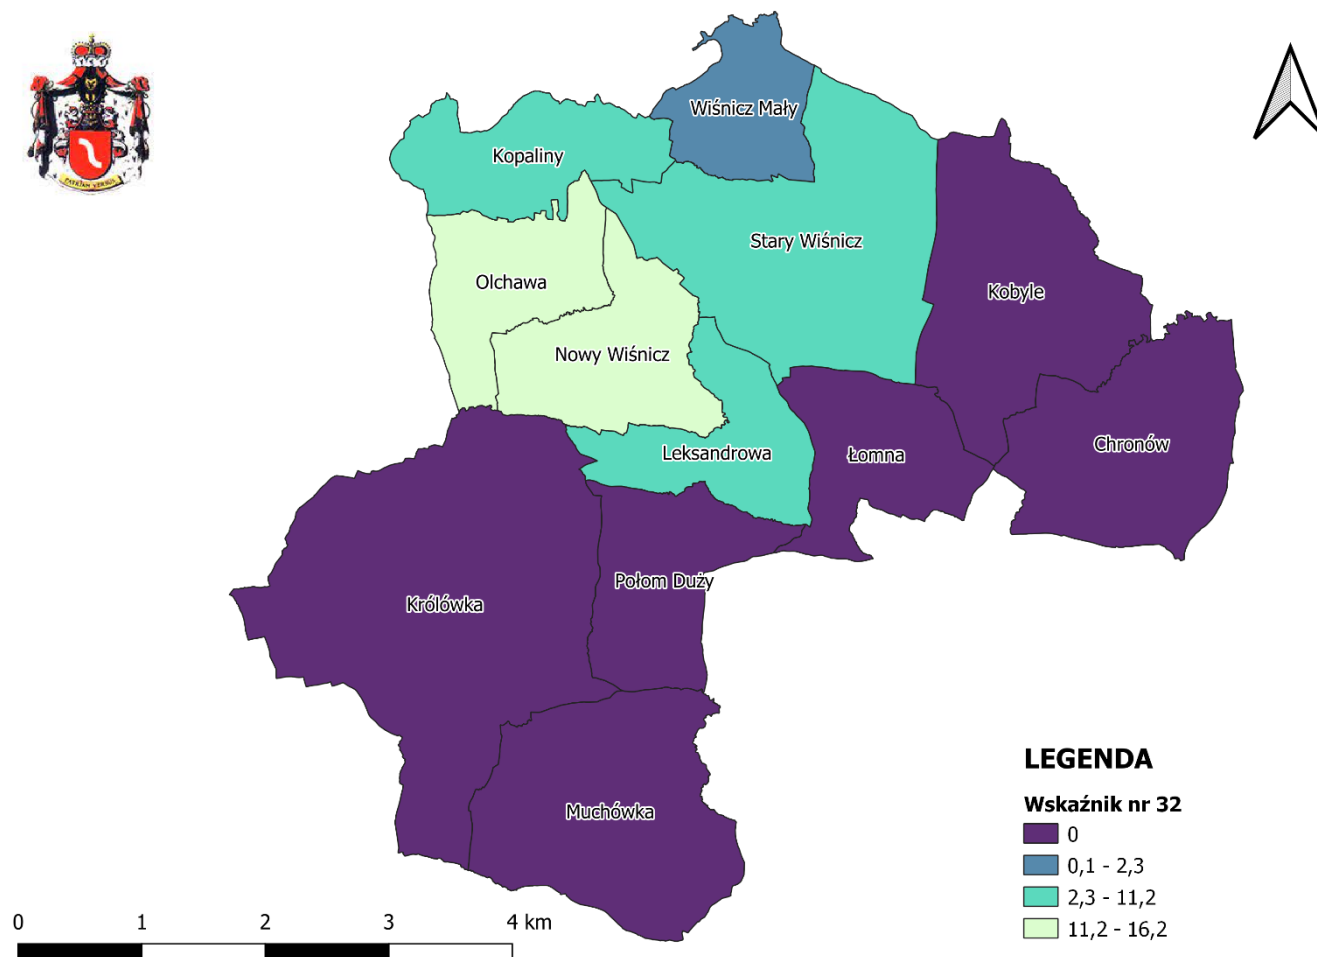 Wiśnicz Mały
Kopaliny
Stary Wiśnicz
Olchawa
Kobyle
Nowy Wiśnicz
Chronów
Leksandrowa
Łomna
Połom Duży
Królówka
Muchówka
LEGENDA
Wskaźnik nr 32
0
0,1 - 2,3
2,3 - 11,2
11,2 - 16,2
0 1 2 3 4 km